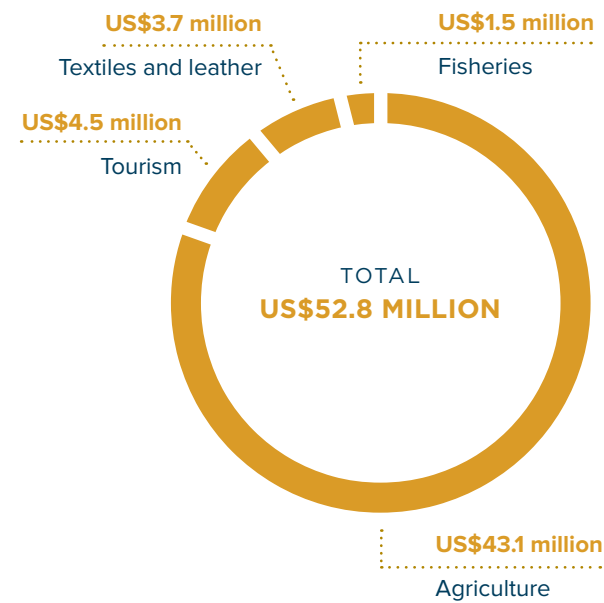 US$3.7 million
Textiles and leather
US$1.5 million
Fisheries
US$4.5 million
Tourism
TOTAL
US$52.8 MILLION
US$43.1 million
Agriculture